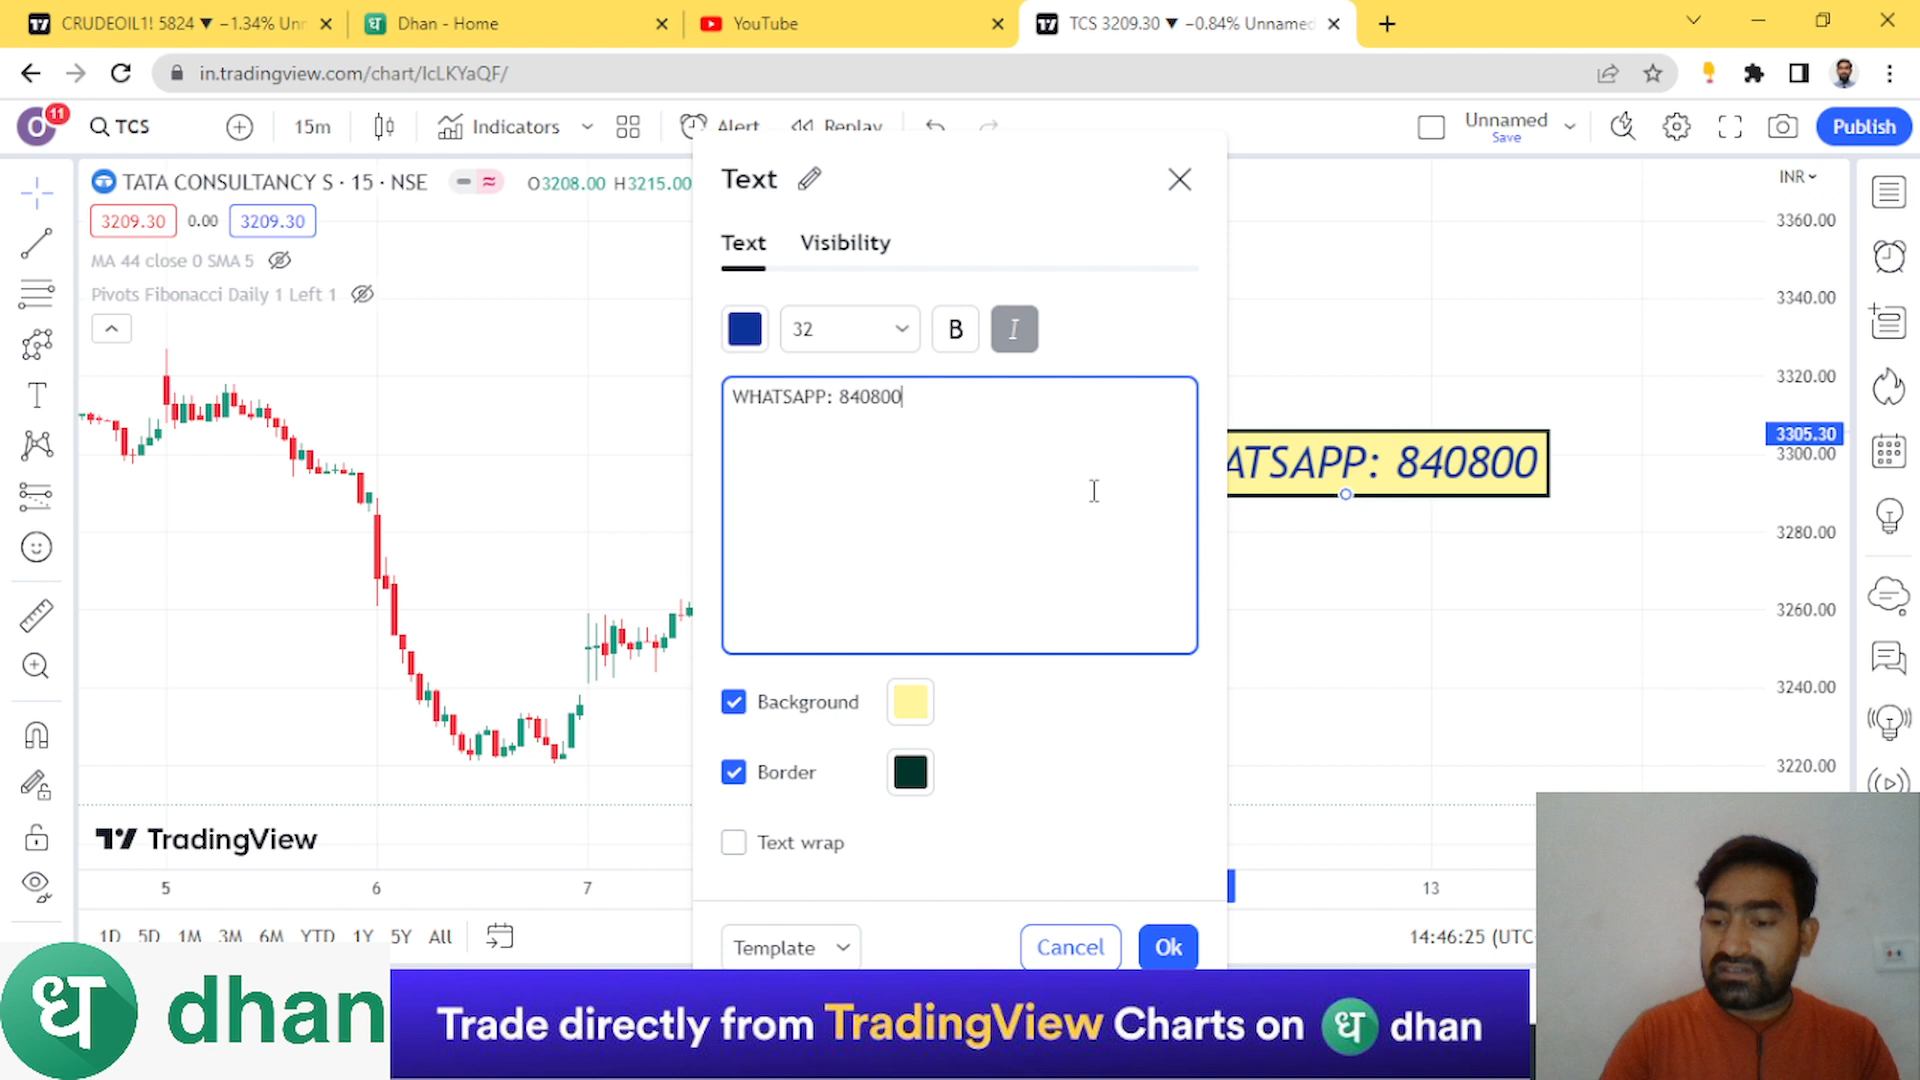 CRUDEOIL1! 5824 ▼ −1.34% Unn
Dhan - Home
YouTube
TCS 3209.30 ▼ −0.84% Unnamed
in.tradingview.com/chart/IcLKYaQF/
O
11
TCS
15m
Indicators
Alert
Replay
Unnamed
Save
Publish
TATA CONSULTANCY S · 15 · NSE
O3208.00 H3215.00
3209.30
0.00
3209.30
MA 44 close 0 SMA 5
Pivots Fibonacci Daily 1 Left 1
Text
Text
Visibility
32
B
I
WHATSAPP: 840800
ATSAPP: 840800
Background
Border
Text wrap
Template
Cancel
Ok
INR
3360.00
3340.00
3320.00
3305.30
3300.00
3280.00
3260.00
3240.00
3220.00
TradingView
5
6
7
13
1D 5D 1M 3M 6M YTD 1Y 5Y All
14:46:25 (UTC
ध dhan
Trade directly from TradingView Charts on ध dhan